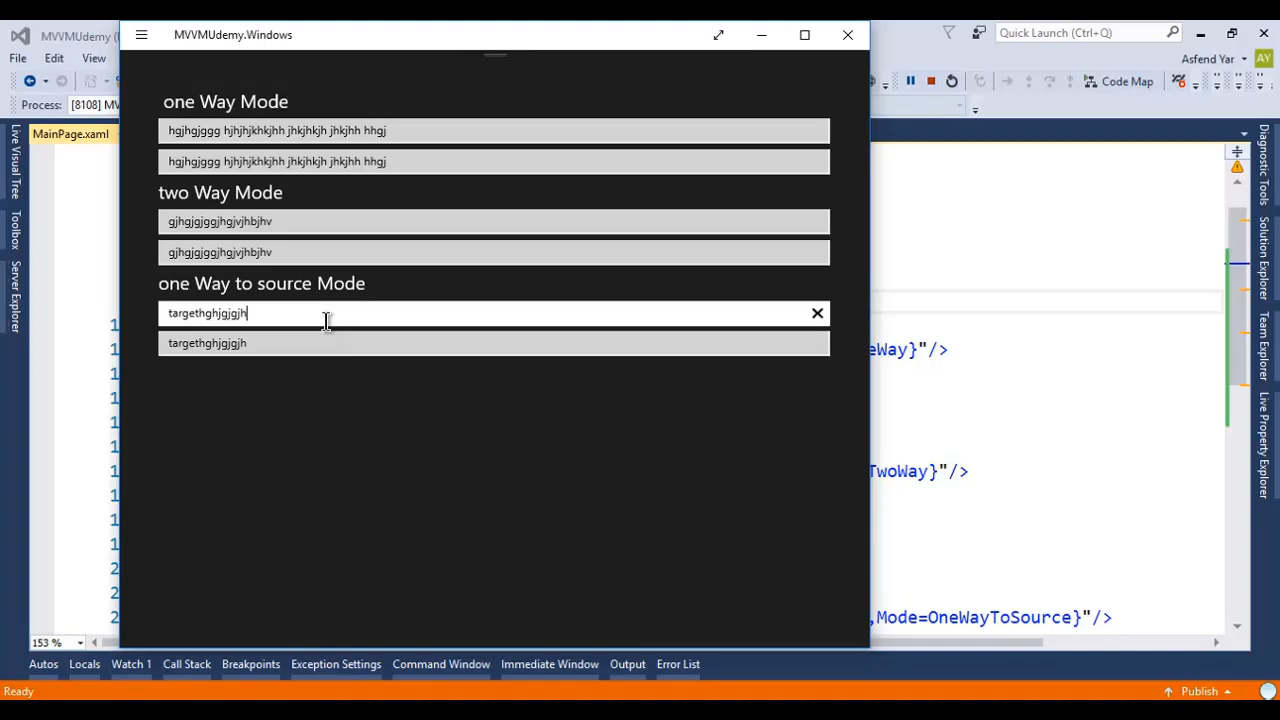 MVVMUdemy
MVVMUdemy.Windows
Quick Launch (Ctrl+Q)
File
Edit
View
Asfend Yar
AY
Code Map
Process:
[8108] MV
MainPage.xaml
Live Visual Tree
Toolbox
Server Explorer
one Way Mode
hgjhgjggg hjhjhjkhkjhh jhkjhkjh jhkjhh hhgj
hgjhgjggg hjhjhjkhkjhh jhkjhkjh jhkjhh hhgj
two Way Mode
gjhgjgjggjhgjvjhbjhv
gjhgjgjggjhgjvjhbjhv
one Way to source Mode
targethghjgjgjh
targethghjgjgjh
eWay}"/>
TwoWay}"/>
,Mode=OneWayToSource}"/>
Diagnostic Tools
Solution Explorer
Team Explorer
Live Property Explorer
153 %
Autos
Locals
Watch 1
Call Stack
Breakpoints
Exception Settings
Command Window
Immediate Window
Output
Error List
Ready
Publish